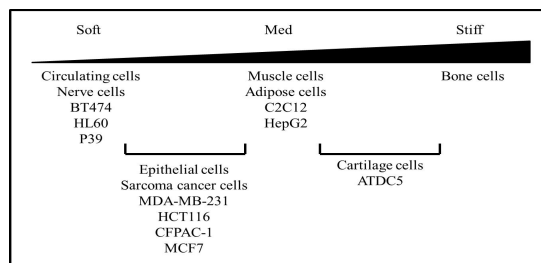 Soft Med Stiff
Circulating cells
Nerve cells
BT474
HL60
P39
Muscle cells
Adipose cells
C2C12
HepG2
Bone cells
Epithelial cells
Sarcoma cancer cells
MDA-MB-231
HCT116
CFPAC-1
MCF7
Cartilage cells
ATDC5